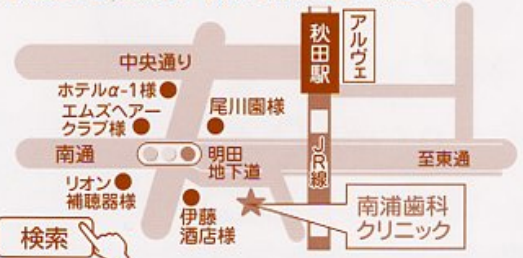 アルヴェ
秋田駅
中央通り
ホテルα-1様
エムズヘアー
クラブ様
尾川園様
南通
明田
地下道
JR線
至東通
リオン
補聴器様
伊藤
酒店様
南浦歯科
クリニック
検索